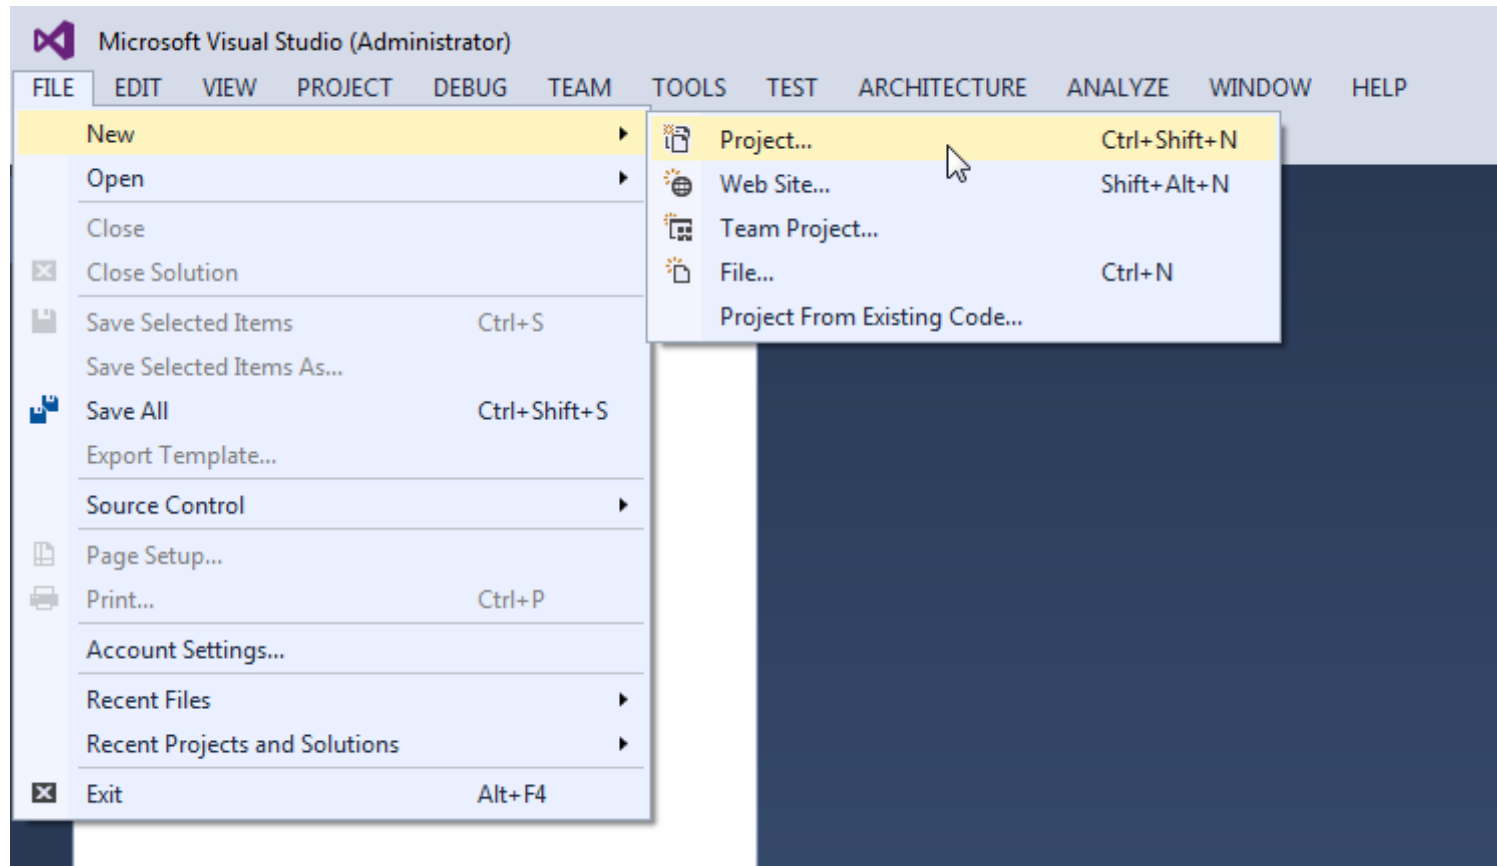 Microsoft Visual Studio (Administrator)
FILE EDIT VIEW PROJECT DEBUG TEAM TOOLS TEST ARCHITECTURE ANALYZE WINDOW HELP
New
Open
Close
Close Solution
Save Selected Items Ctrl+S
Save Selected Items As...
Save All Ctrl+Shift+S
Export Template...
Source Control
Page Setup...
Print... Ctrl+P
Account Settings...
Recent Files
Recent Projects and Solutions
Exit Alt+F4
Project... Ctrl+Shift+N
Web Site... Shift+Alt+N
Team Project...
File... Ctrl+N
Project From Existing Code...